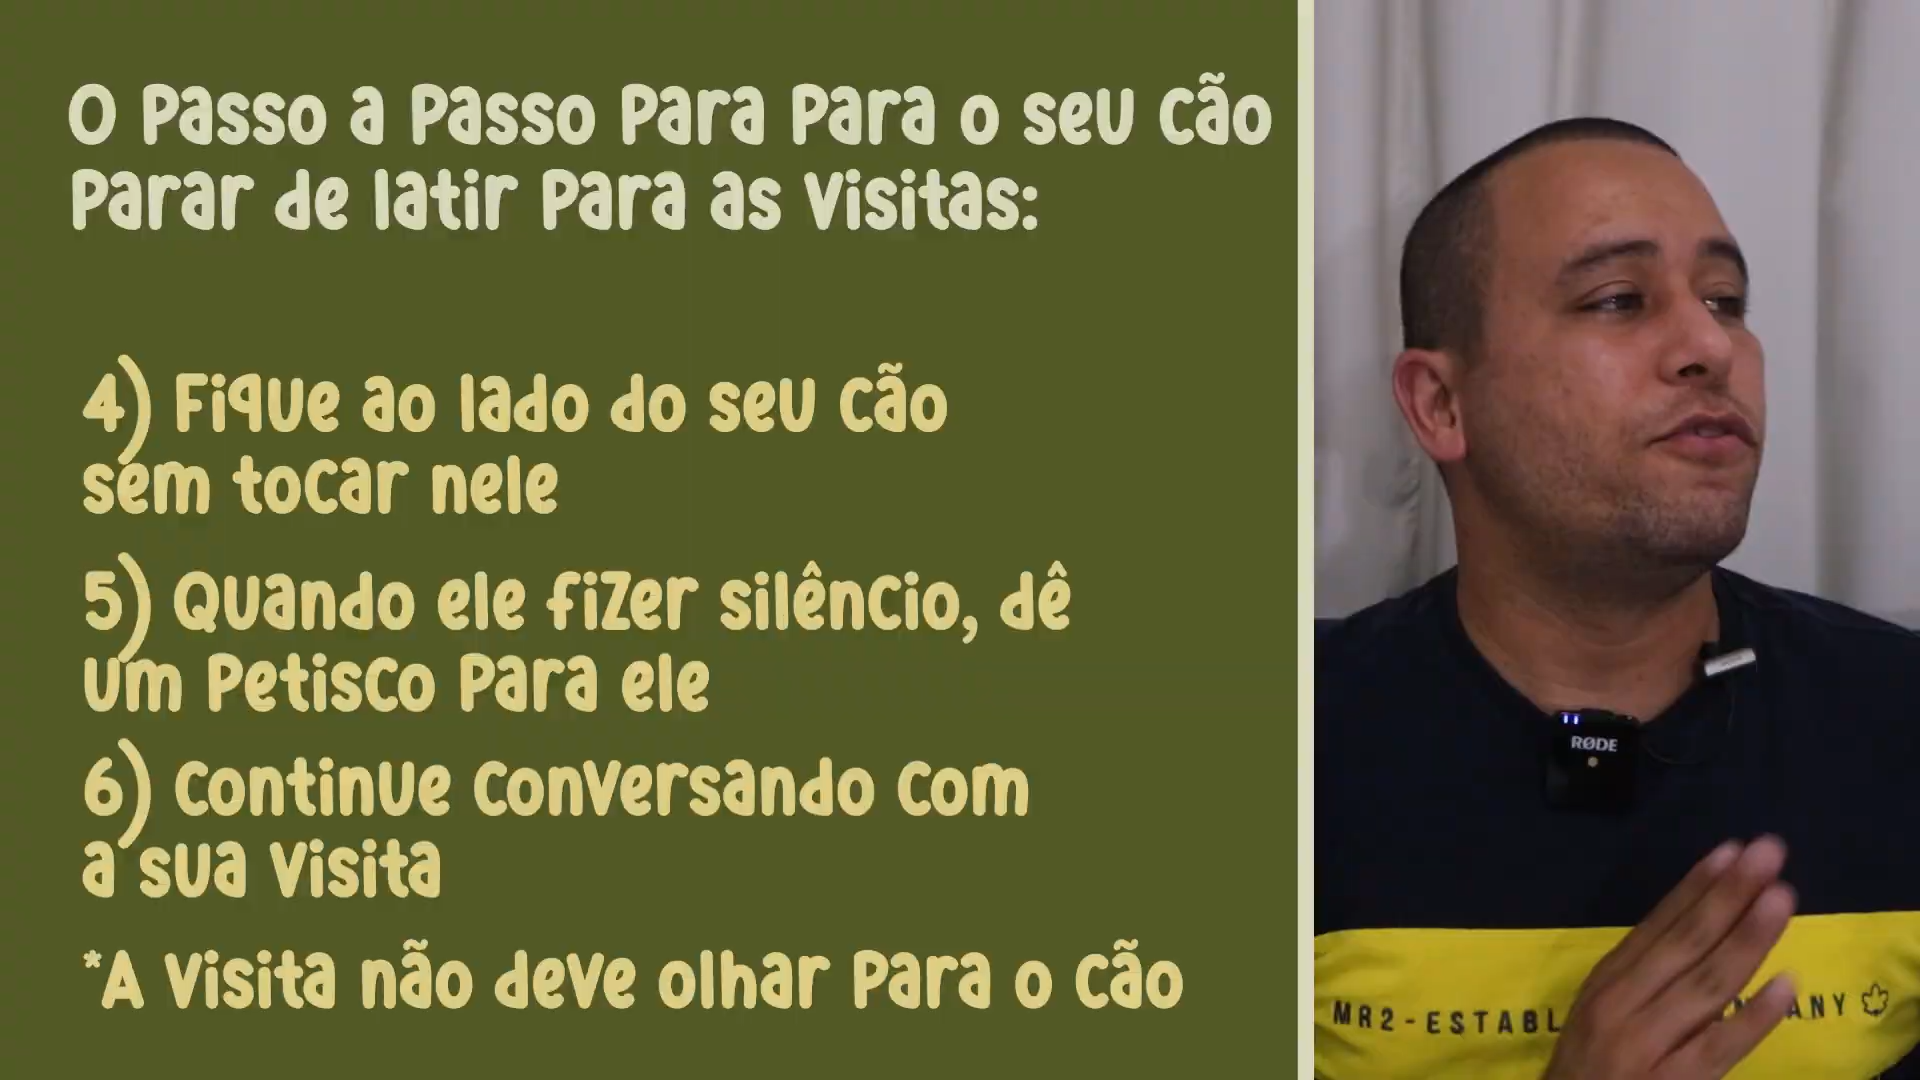 O Passo a Passo Para Para o seu cão
Parar de latir Para as visitas:
4) Fique ao lado do seu cão
sem tocar nele
5) Quando ele fizer silêncio, dê
um Petisco Para ele
6) Continue conversando com
a sua visita
*A visita não deve olhar Para o cão
RØDE
MR2-ESTABL ANY